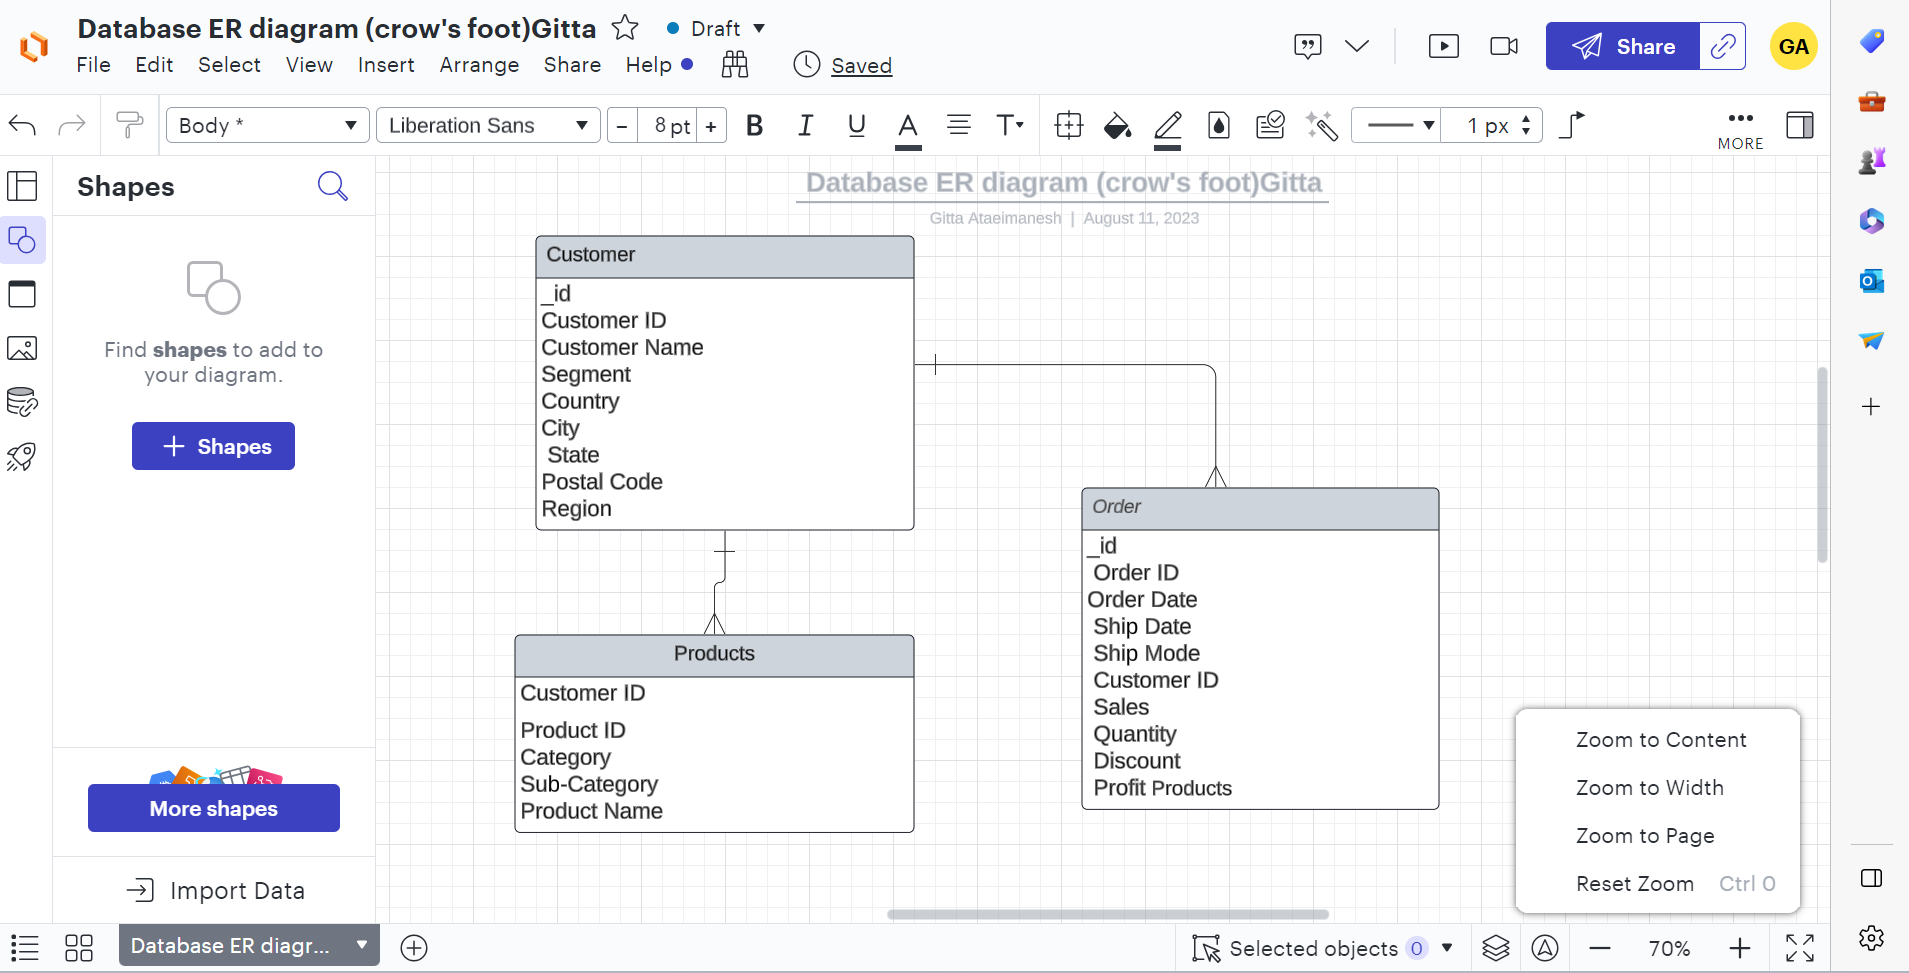 Database ER diagram (crow's foot)Gitta
Draft
File Edit Select View Insert Arrange Share Help
Saved
Share
GA
Body *
Liberation Sans
− 8 pt +
B I U A T
1 px
MORE
Shapes
Find shapes to add to
your diagram.
+ Shapes
More shapes
Import Data
Database ER diagram (crow's foot)Gitta
Gitta Ataeimanesh | August 11, 2023
Customer
_id
Customer ID
Customer Name
Segment
Country
City
State
Postal Code
Region
Products
Customer ID
Product ID
Category
Sub-Category
Product Name
Order
_id
Order ID
Order Date
Ship Date
Ship Mode
Customer ID
Sales
Quantity
Discount
Profit Products
Zoom to Content
Zoom to Width
Zoom to Page
Reset Zoom Ctrl 0
Database ER diagr...
Selected objects 0
− 70% +